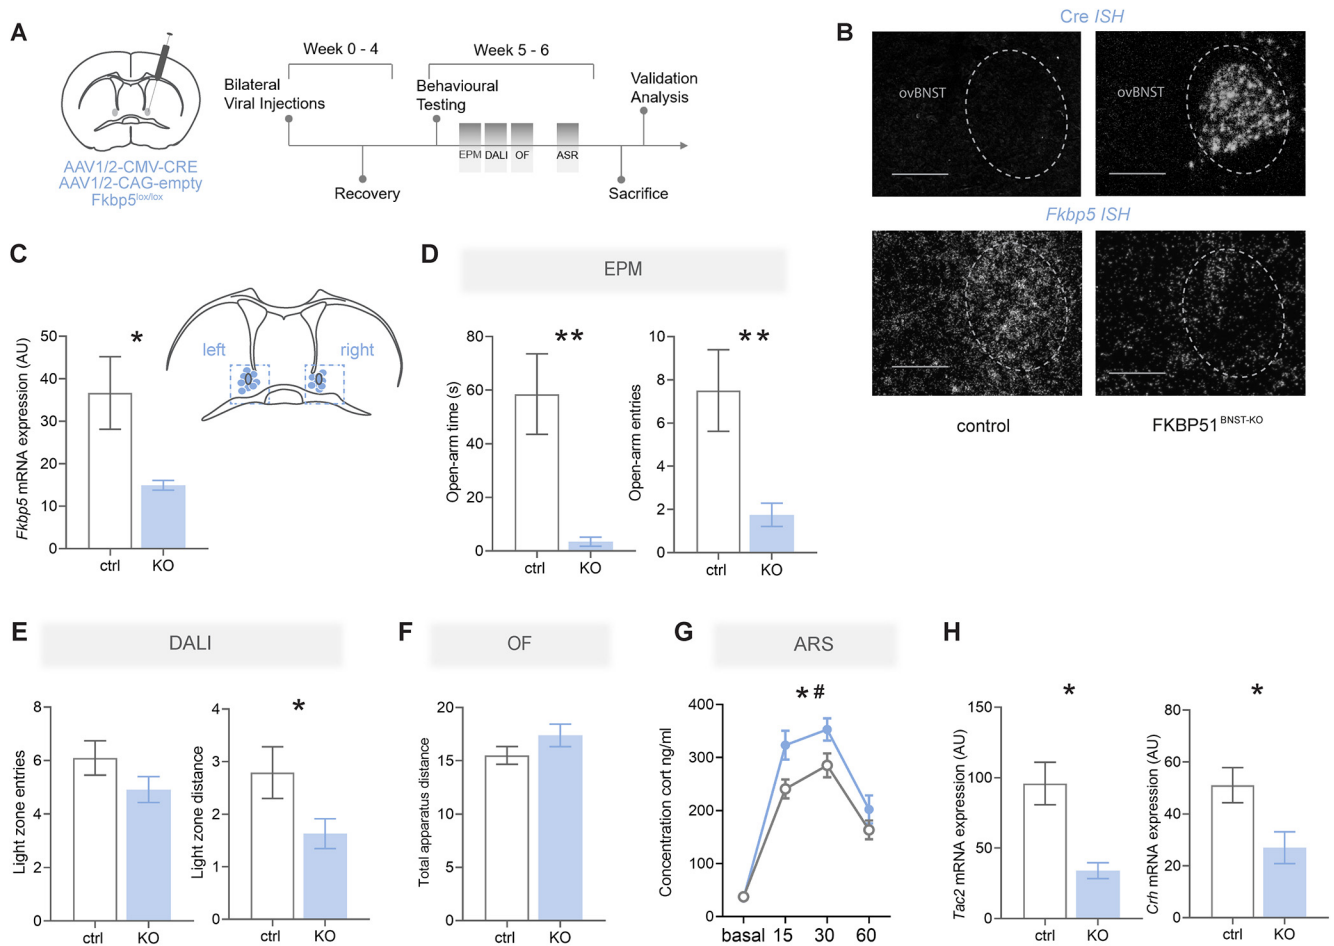 A
Week 0 - 4
Week 5 - 6
Bilateral
Viral Injections
Behavioural
Testing
Validation
Analysis
EPM
DALI
OF
ASR
Recovery
Sacrifice
AAV1/2-CMV-CRE
AAV1/2-CAG-empty
Fkbp5lox/lox
B
Cre ISH
ovBNST
ovBNST
Fkbp5 ISH
control
FKBP51BNST-KO
C
Fkbp5 mRNA expression (AU)
50
40
30
20
10
0
*
ctrl
KO
left
right
D
EPM
Open-arm time (s)
80
60
40
20
0
**
ctrl
KO
Open-arm entries
10
8
6
4
2
0
**
ctrl
KO
E
DALI
Light zone entries
8
6
4
2
0
ctrl
KO
Light zone distance
4
3
2
1
0
*
ctrl
KO
F
OF
Total apparatus distance
20
15
10
5
0
ctrl
KO
G
ARS
Concentration cort ng/ml
400
300
200
100
0
*#
basal
15
30
60
H
Tac2 mRNA expression (AU)
150
100
50
0
*
ctrl
KO
Crh mRNA expression (AU)
80
60
40
20
0
*
ctrl
KO